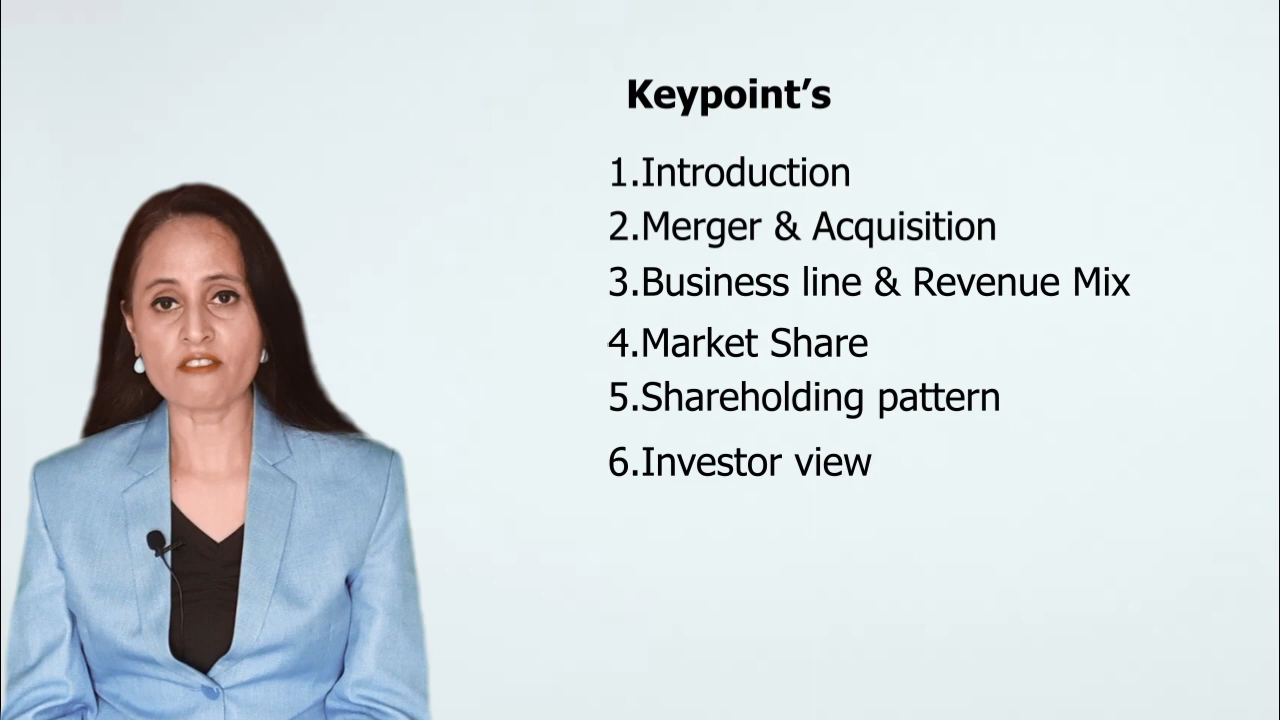 Keypoint’s
1.Introduction
2.Merger & Acquisition
3.Business line & Revenue Mix
4.Market Share
5.Shareholding pattern
6.Investor view